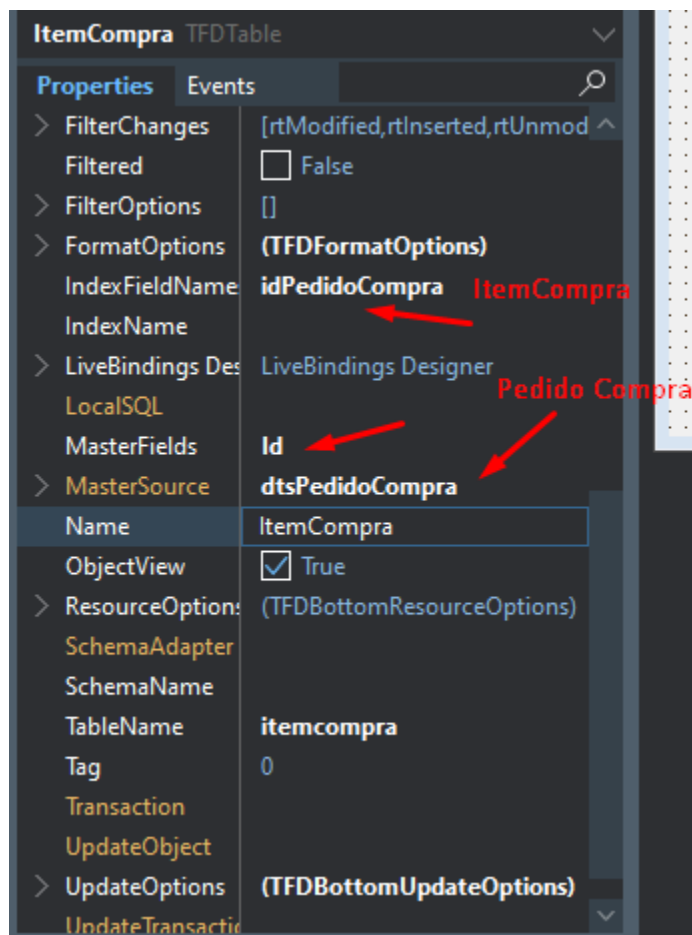 ItemCompra TFDTable
Properties Events
FilterChanges [rtModified,rtInserted,rtUnmod
Filtered False
FilterOptions []
FormatOptions (TFDFormatOptions)
IndexFieldName: idPedidoCompra ItemCompra
IndexName
LiveBindings Des LiveBindings Designer
Pedido Compra
LocalSQL
MasterFields Id
MasterSource dtsPedidoCompra
Name ItemCompra
ObjectView True
ResourceOptions (TFDBottomResourceOptions)
SchemaAdapter
SchemaName
TableName itemcompra
Tag 0
Transaction
UpdateObject
UpdateOptions (TFDBottomUpdateOptions)
UpdateTransactio